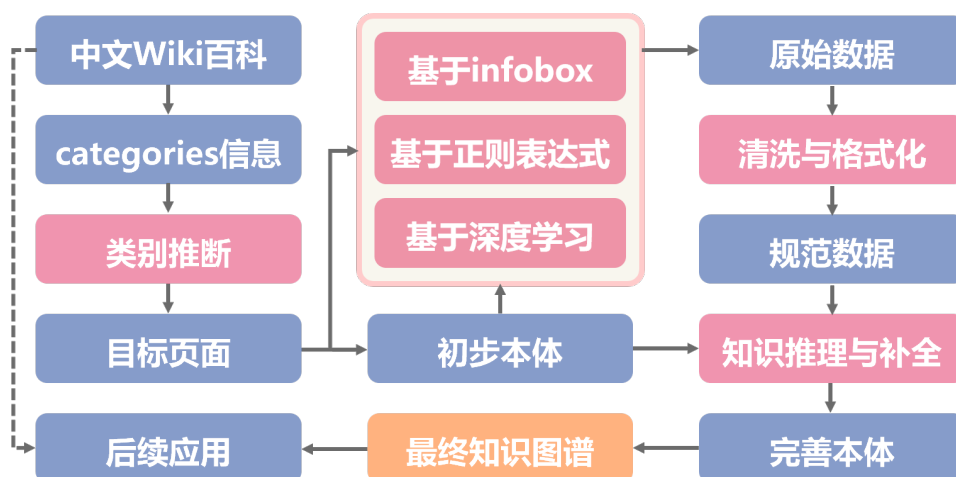 中文Wiki百科
categories信息
类别推断
目标页面
基于infobox
基于正则表达式
基于深度学习
初步本体
原始数据
清洗与格式化
规范数据
知识推理与补全
完善本体
最终知识图谱
后续应用